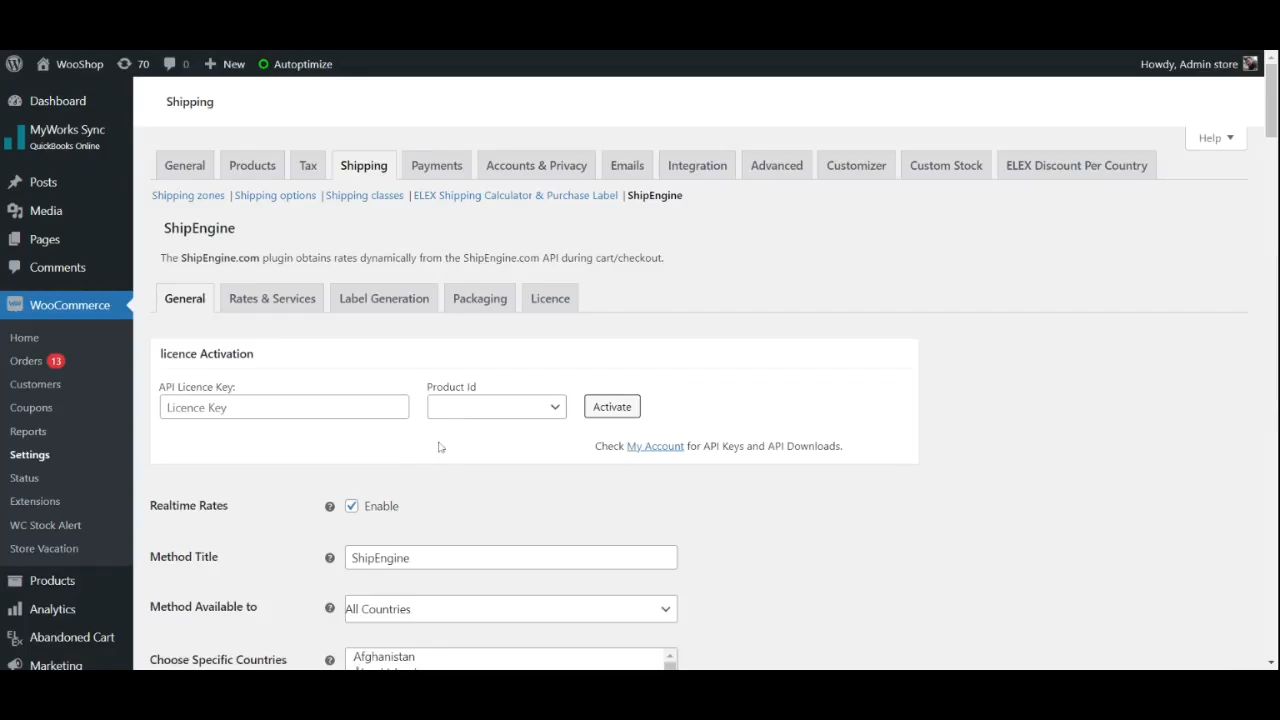 WooShop 70 0 New Autoptimize Howdy, Admin store
Dashboard
MyWorks Sync
QuickBooks Online
Posts
Media
Pages
Comments
WooCommerce
Home
Orders 13
Customers
Coupons
Reports
Settings
Status
Extensions
WC Stock Alert
Store Vacation
Products
Analytics
Abandoned Cart
Marketing
Shipping
Help
General Products Tax Shipping Payments Accounts & Privacy Emails Integration Advanced Customizer Custom Stock ELEX Discount Per Country
Shipping zones | Shipping options | Shipping classes | ELEX Shipping Calculator & Purchase Label | ShipEngine
ShipEngine
The ShipEngine.com plugin obtains rates dynamically from the ShipEngine.com API during cart/checkout.
General Rates & Services Label Generation Packaging Licence
licence Activation
API Licence Key: Product Id
Licence Key Activate
Check My Account for API Keys and API Downloads.
Realtime Rates Enable
Method Title ShipEngine
Method Available to All Countries
Choose Specific Countries Afghanistan